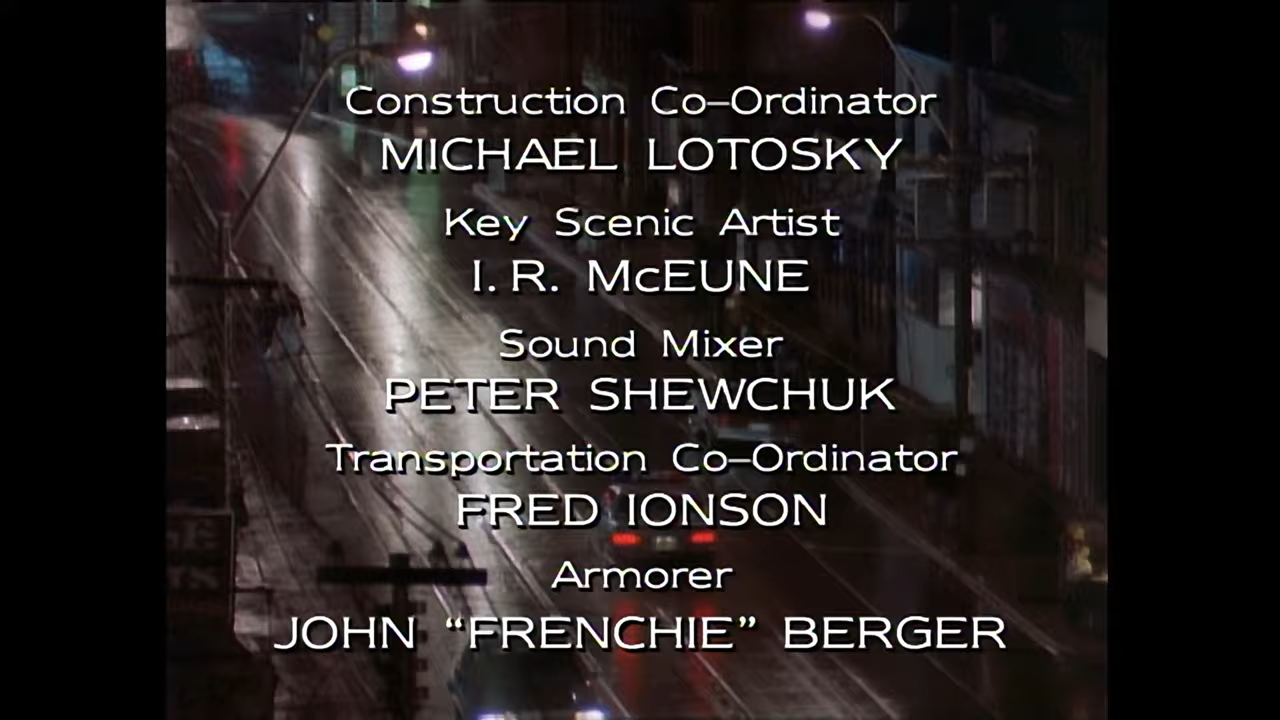 Construction Co–Ordinator
MICHAEL LOTOSKY
Key Scenic Artist
I. R. McEUNE
Sound Mixer
PETER SHEWCHUK
Transportation Co–Ordinator
FRED IONSON
Armorer
JOHN “FRENCHIE” BERGER